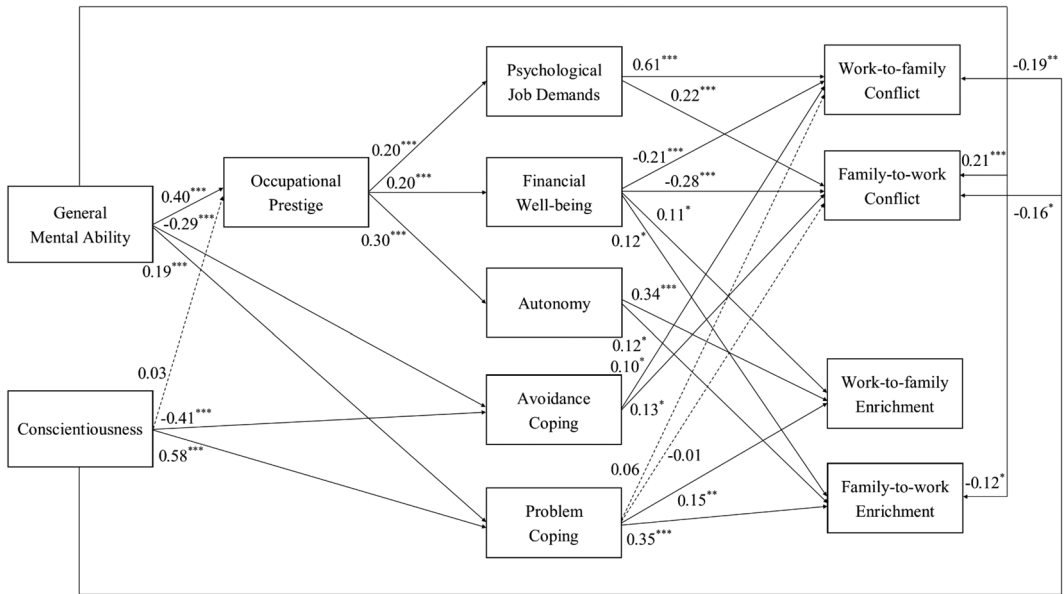 Psychological
Job Demands
0.61***
Work-to-family
Conflict
-0.19**
0.22***
0.20***
Occupational
Prestige
0.20***
Financial
Well-being
-0.21***
-0.28***
Family-to-work
Conflict
0.21***
-0.16*
General
Mental Ability
0.40***
-0.29***
0.19***
0.30***
0.11*
0.12*
Autonomy
0.34***
0.12*
0.10*
Work-to-family
Enrichment
0.03
Conscientiousness
-0.41***
0.58***
Avoidance
Coping
0.13*
0.06
-0.01
Family-to-work
Enrichment
-0.12*
Problem
Coping
0.15**
0.35***